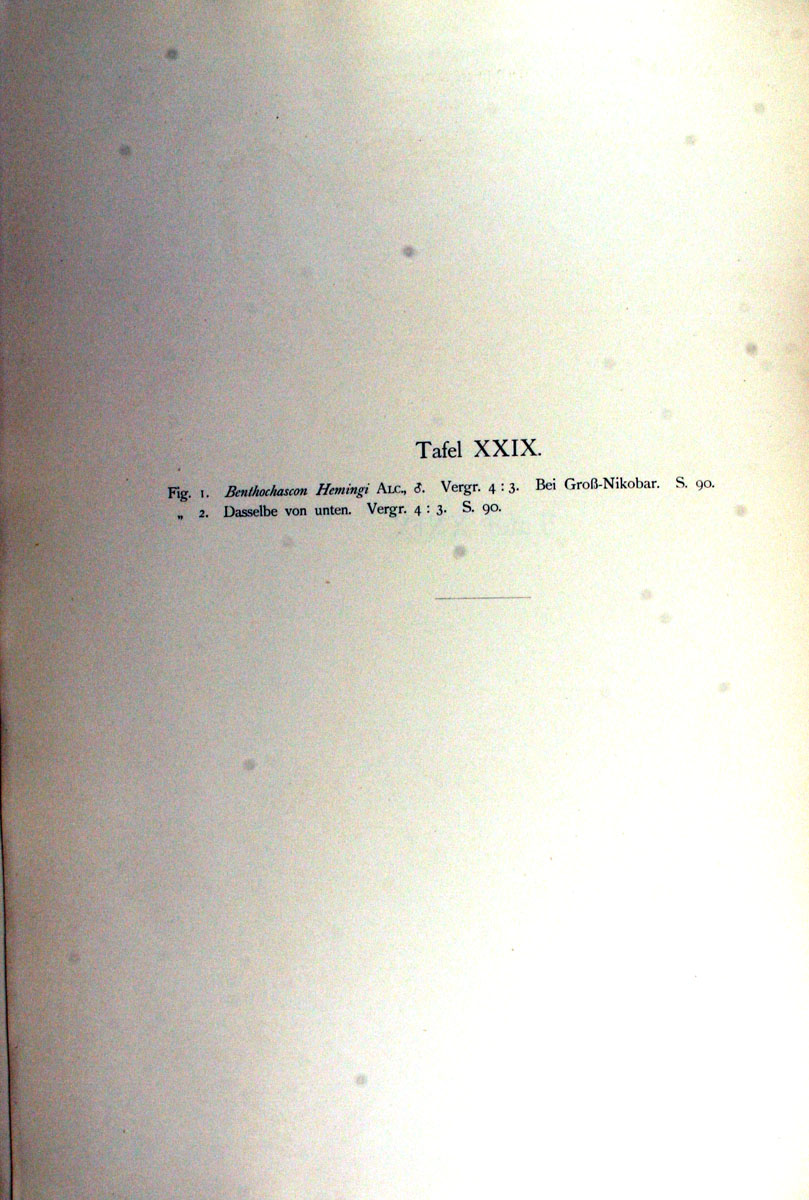 Tafel XXIX.
Fig. 1. Benthochascon Hemingi Alc., ♂. Vergr. 4 : 3. Bei Groß-Nikobar. S. 90.
„ 2. Dasselbe von unten. Vergr. 4 : 3. S. 90.